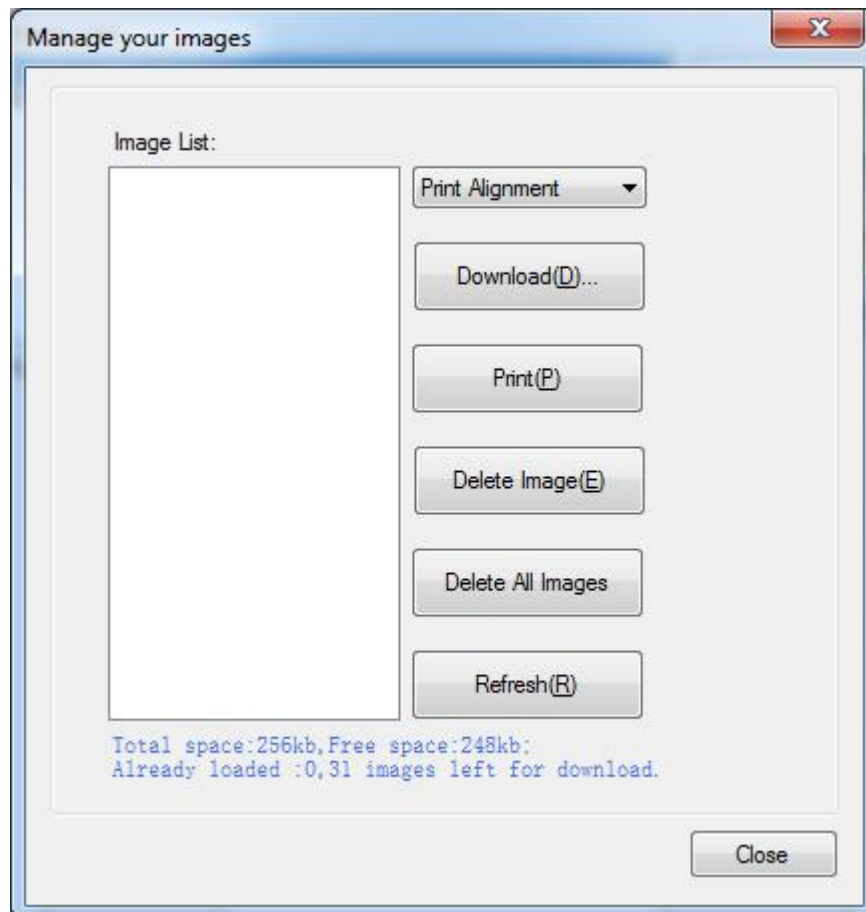 Manage your images
Image List:
Print Alignment
Download(D)...
Print(P)
Delete Image(E)
Delete All Images
Refresh(R)
Total space:256kb,Free space:248kb;
Already loaded :0,31 images left for download.
Close